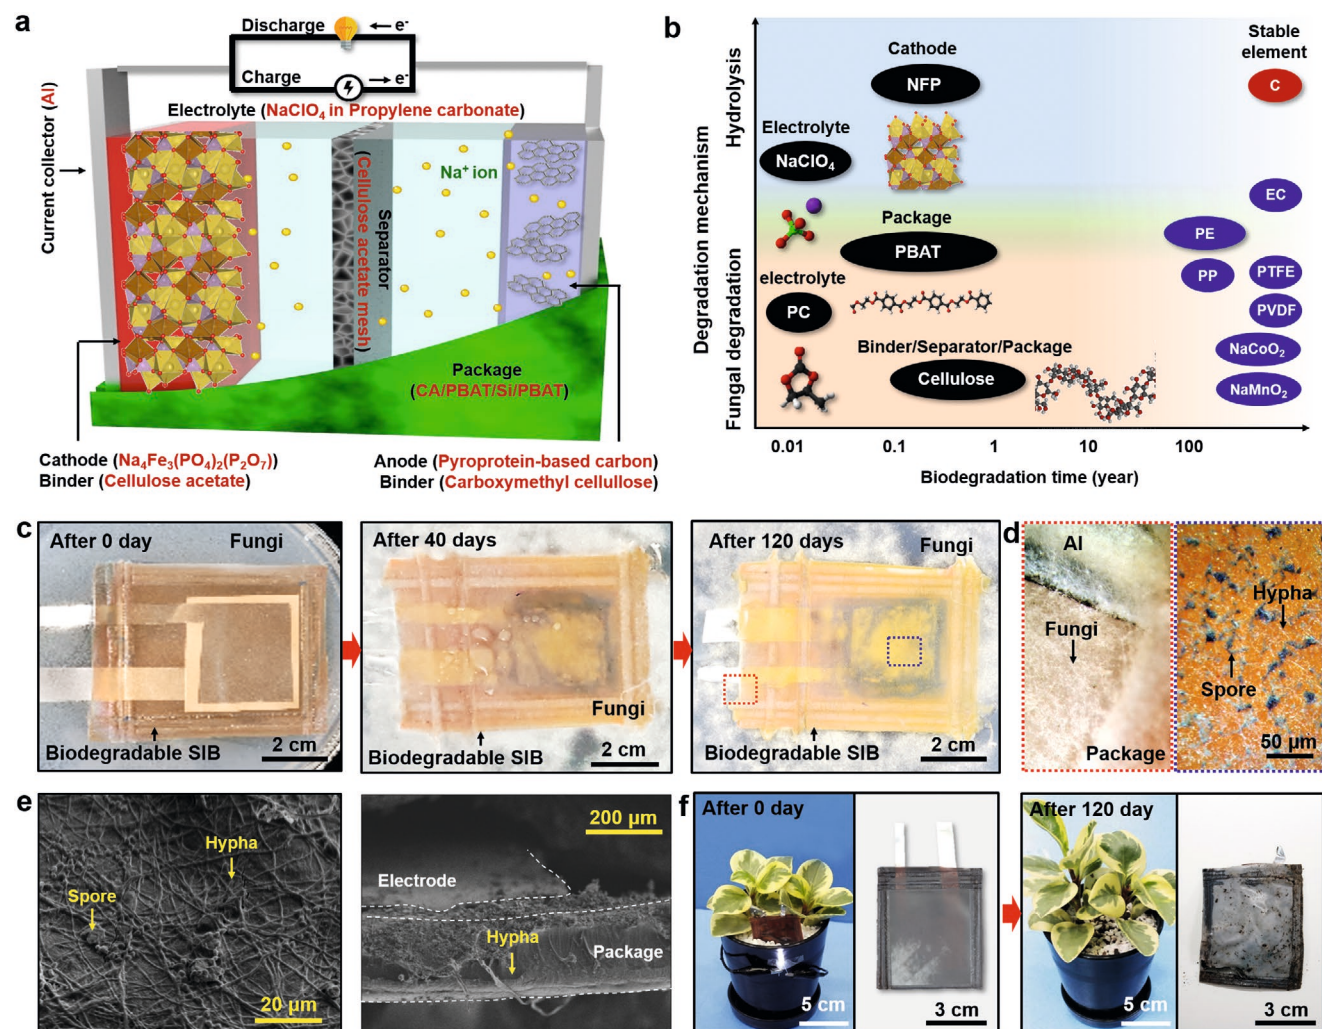 a
Discharge
e-
Charge
e-
Electrolyte (NaClO₄ in Propylene carbonate)
Current collector (Al)
Separator
(Cellulose acetate mesh)
Na⁺ ion
Package
(CA/PBAT/Si/PBAT)
Cathode (Na₄Fe₃(PO₄)₂(P₂O₇))
Binder (Cellulose acetate)
Anode (Pyroprotein-based carbon)
Binder (Carboxymethyl cellullose)
b
Degradation mechanism
Hydrolysis
Fungal degradation
Cathode
NFP
Stable
element
C
Electrolyte
NaClO₄
EC
Package
PBAT
PE
PP
PTFE
electrolyte
PC
PVDF
Binder/Separator/Package
Cellulose
NaCoO₂
NaMnO₂
0.01
0.1
1
10
100
Biodegradation time (year)
c
After 0 day
Fungi
Biodegradable SIB
2 cm
After 40 days
Fungi
Biodegradable SIB
2 cm
After 120 days
Fungi
Biodegradable SIB
2 cm
d
Al
Fungi
Package
Hypha
Spore
50 μm
e
Hypha
Spore
20 μm
200 μm
Electrode
Hypha
Package
f
After 0 day
5 cm
3 cm
After 120 day
5 cm
3 cm